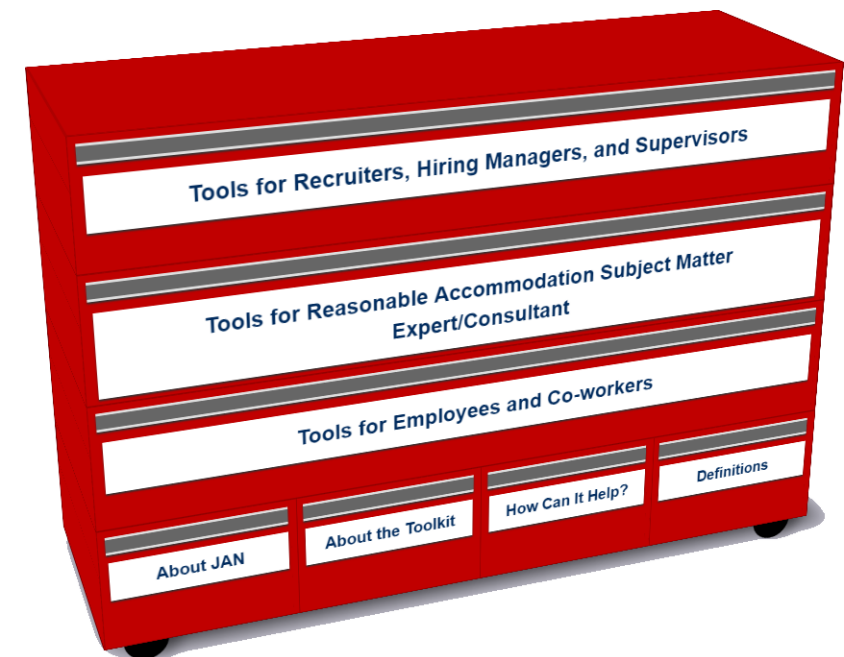 Tools for Recruiters, Hiring Managers, and Supervisors
Tools for Reasonable Accommodation Subject Matter
Expert/Consultant
Tools for Employees and Co-workers
About JAN
About the Toolkit
How Can It Help?
Definitions